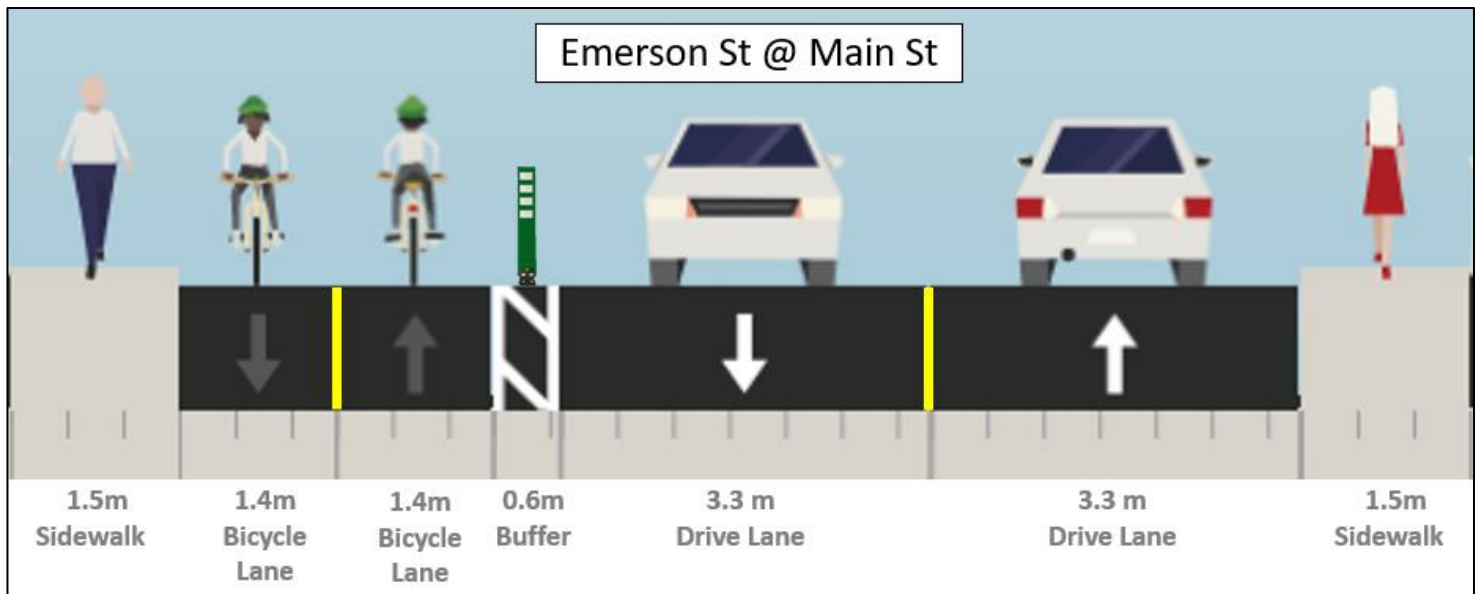 Emerson St @ Main St
1.5m
Sidewalk
1.4m
Bicycle
Lane
1.4m
Bicycle
Lane
0.6m
Buffer
3.3 m
Drive Lane
3.3 m
Drive Lane
1.5m
Sidewalk